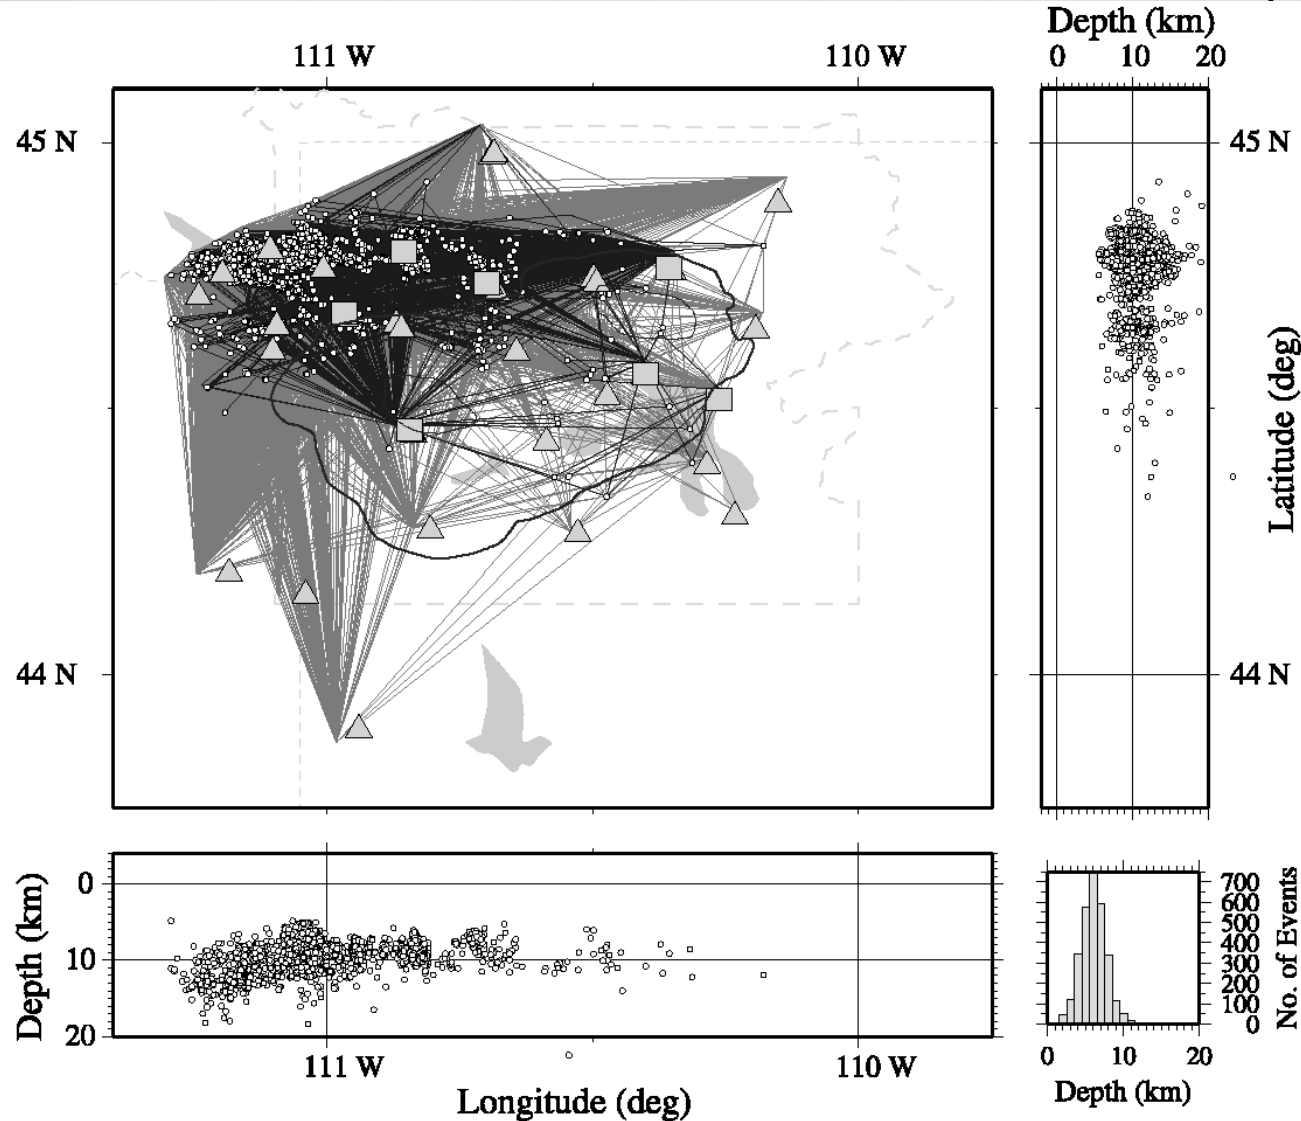 Depth (km)
111 W 110 W 0 10 20
45 N 45 N
Latitude (deg)
44 N 44 N
Depth (km)
0
10
20
700
600
500
400
300
200
100
0
No. of Events
111 W 110 W 0 10 20
Longitude (deg) Depth (km)